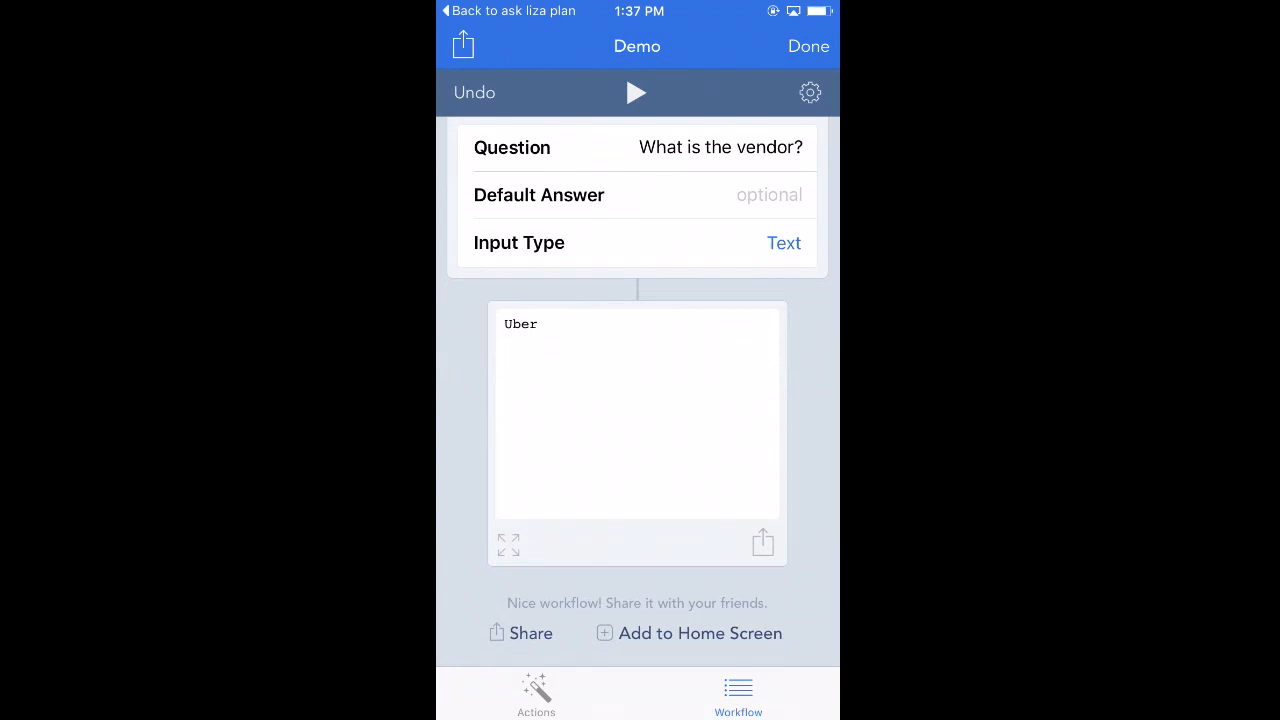 Back to ask liza plan 1:37 PM
Demo Done
Undo
Question What is the vendor?
Default Answer optional
Input Type Text
Uber
Nice workflow! Share it with your friends.
Share Add to Home Screen
Actions Workflow